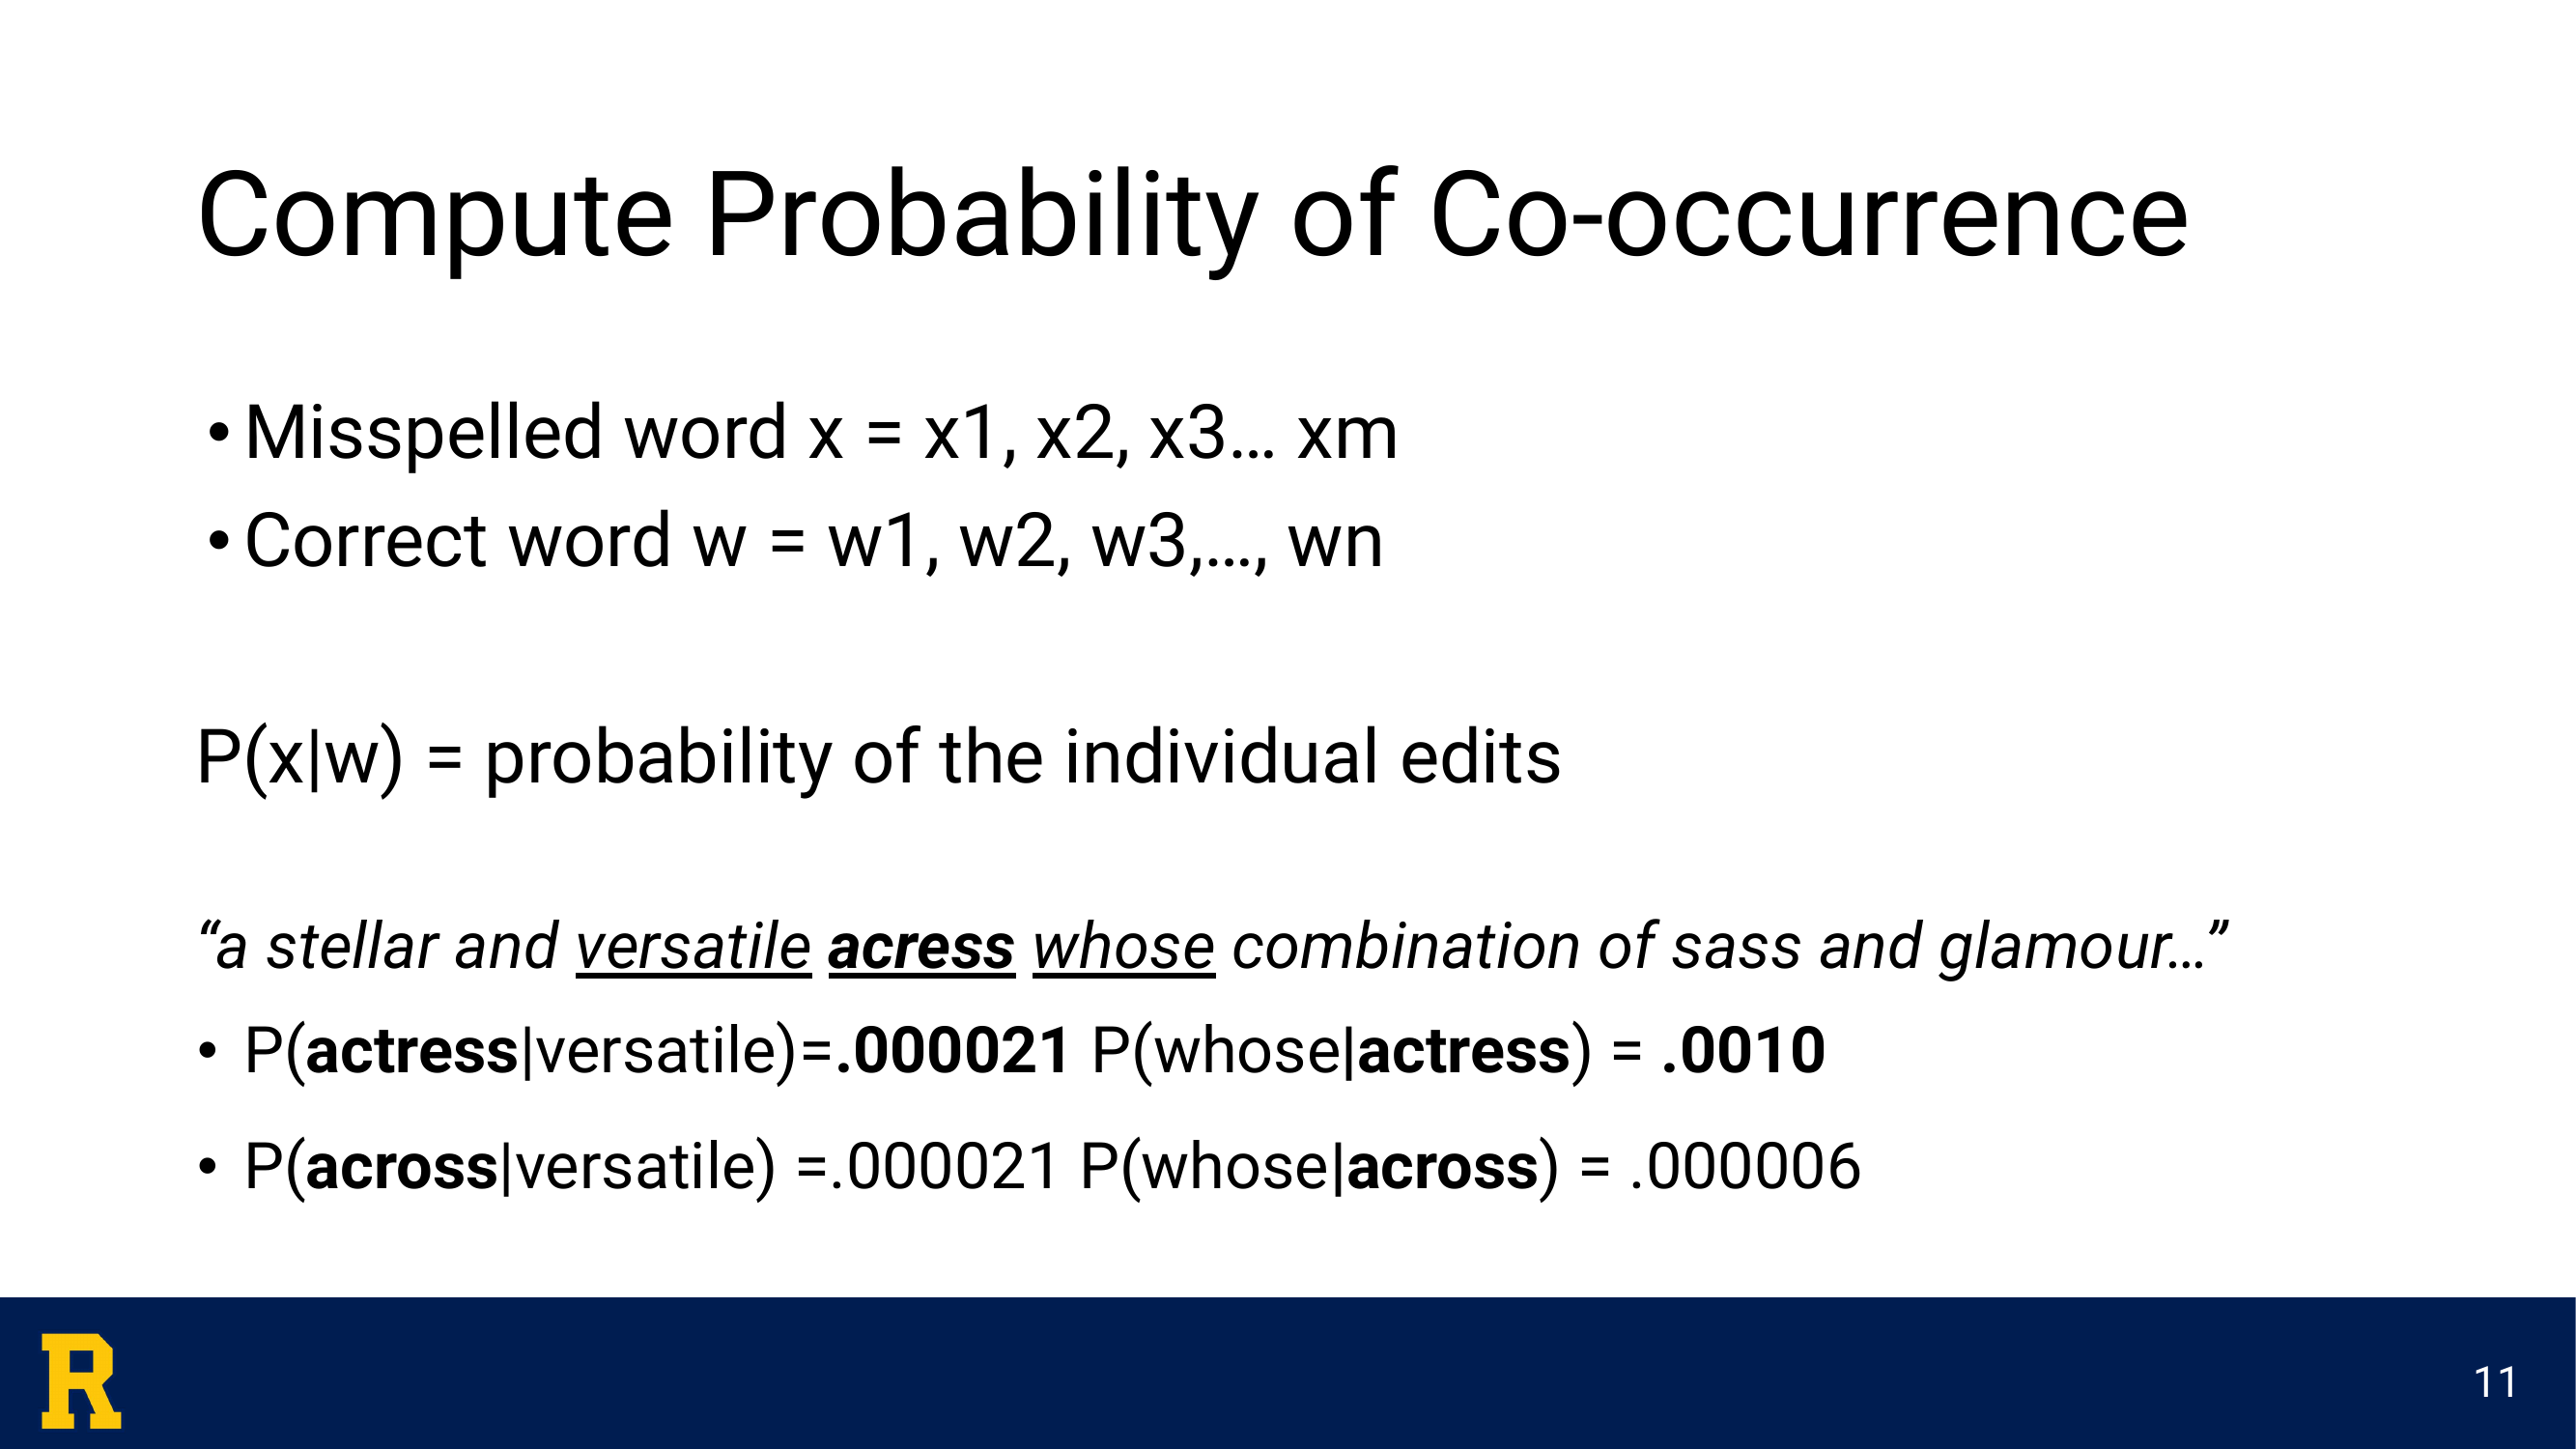 Compute Probability of Co-occurrence
• Misspelled word x = x1, x2, x3… xm
• Correct word w = w1, w2, w3,…, wn
P(x|w) = probability of the individual edits
“a stellar and versatile acress whose combination of sass and glamour…”
• P(actress|versatile)=.000021 P(whose|actress) = .0010
• P(across|versatile) =.000021 P(whose|across) = .000006
R
11